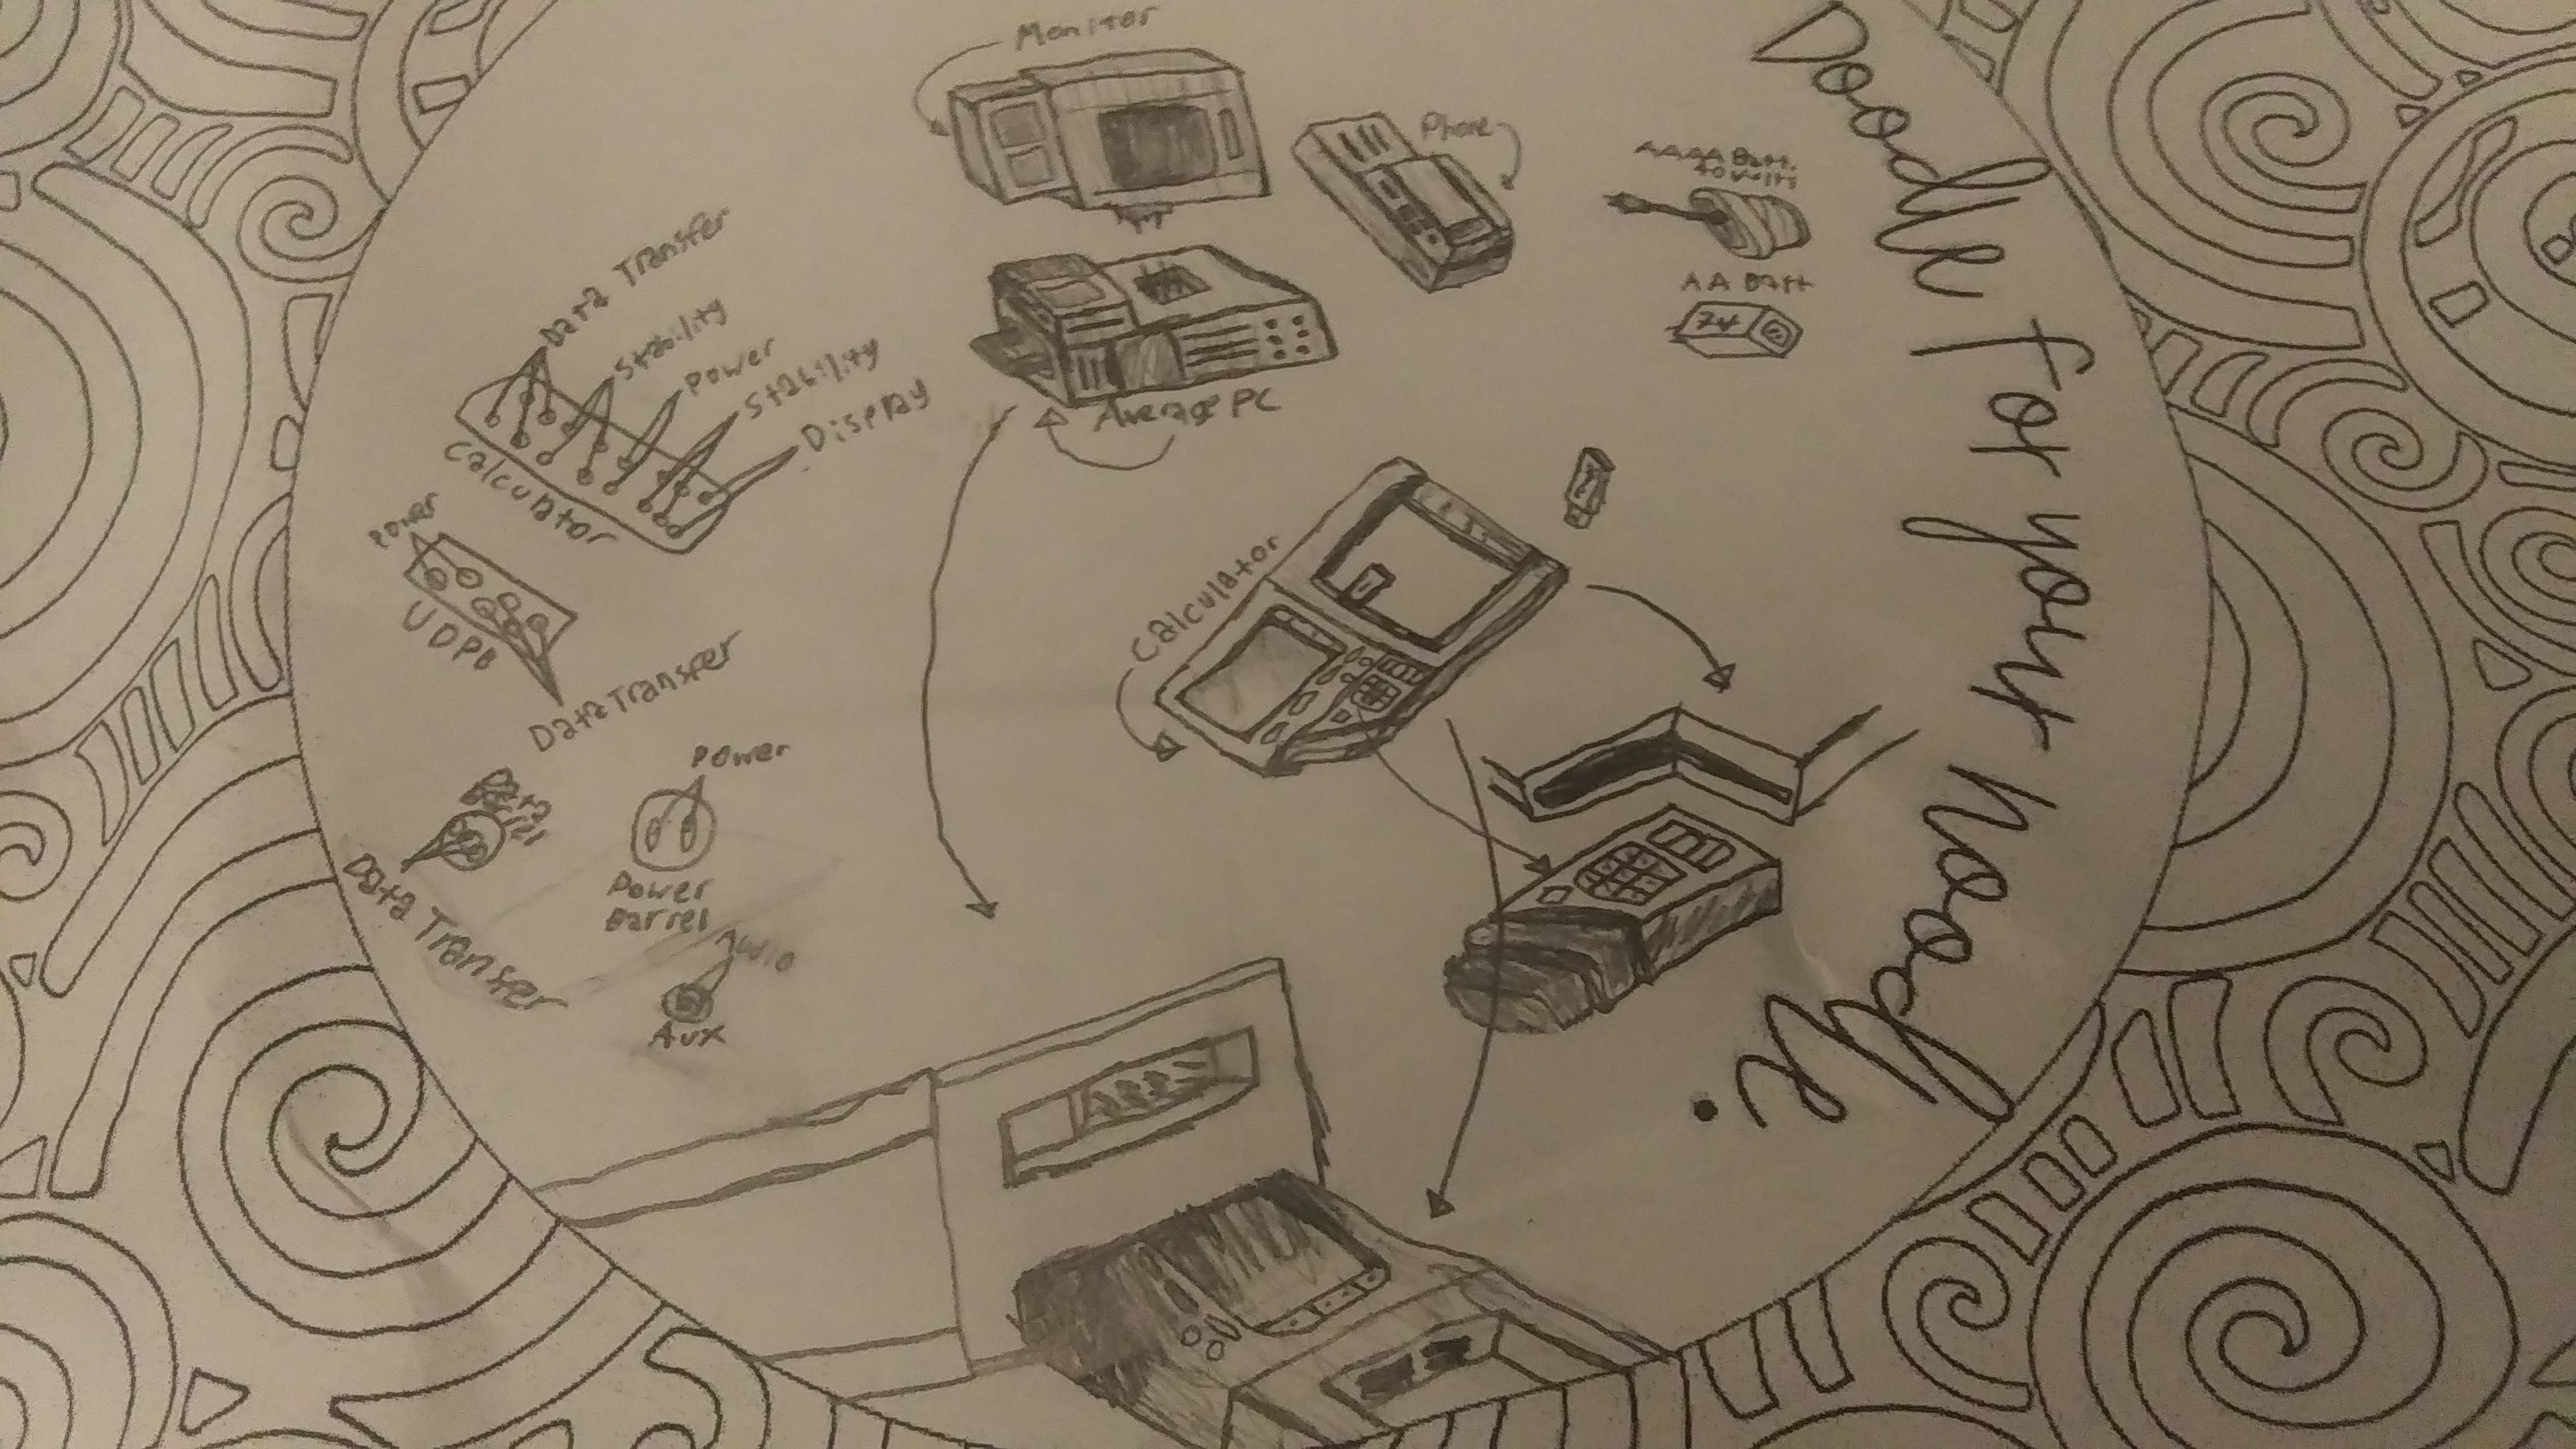 Monitor
Phone
AAAA Batt.
40 volts
AA Batt
7v
Average PC
Data Transfer
Stability
Power
Stability
Display
Calculator
Power
UDPB
Data Transfer
Calculator
Data
Barrel
Data Transfer
Power
Power
Barrel
Audio
Aux
Doodle for your noodle.